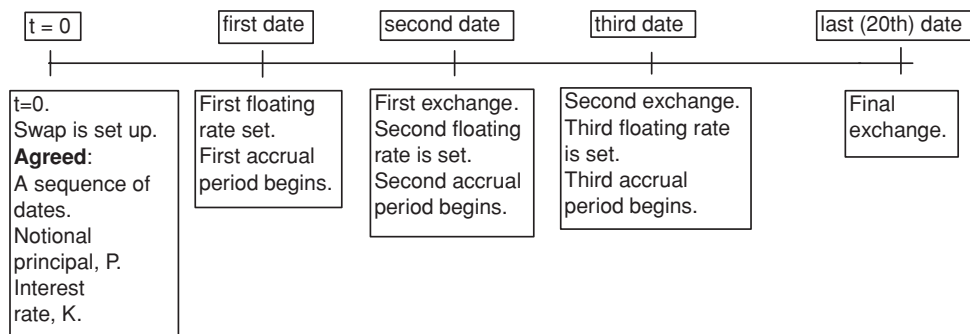 t = 0
first date
second date
third date
last (20th) date
t=0.
Swap is set up.
Agreed:
A sequence of
dates.
Notional
principal, P.
Interest
rate, K.
First floating
rate set.
First accrual
period begins.
First exchange.
Second floating
rate is set.
Second accrual
period begins.
Second exchange.
Third floating rate
is set.
Third accrual
period begins.
Final
exchange.